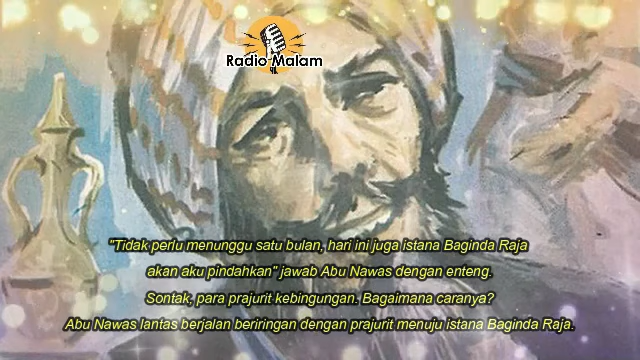 Radio Malam
"Tidak perlu menunggu satu bulan, hari ini juga istana Baginda Raja
akan aku pindahkan" jawab Abu Nawas dengan enteng.
Sontak, para prajurit kebingungan. Bagaimana caranya?
Abu Nawas lantas berjalan beriringan dengan prajurit menuju istana Baginda Raja.